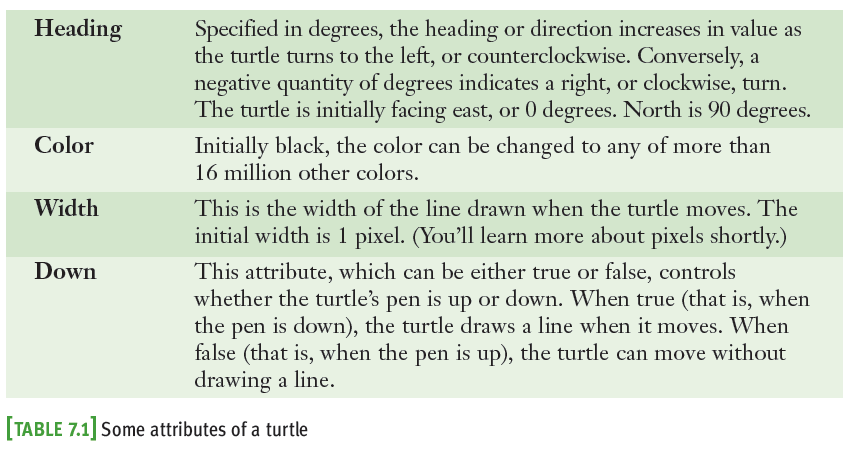 Heading Specified in degrees, the heading or direction increases in value as
the turtle turns to the left, or counterclockwise. Conversely, a
negative quantity of degrees indicates a right, or clockwise, turn.
The turtle is initially facing east, or 0 degrees. North is 90 degrees.
Color Initially black, the color can be changed to any of more than
16 million other colors.
Width This is the width of the line drawn when the turtle moves. The
initial width is 1 pixel. (You'll learn more about pixels shortly.)
Down This attribute, which can be either true or false, controls
whether the turtle's pen is up or down. When true (that is, when
the pen is down), the turtle draws a line when it moves. When
false (that is, when the pen is up), the turtle can move without
drawing a line.
[TABLE 7.1] Some attributes of a turtle